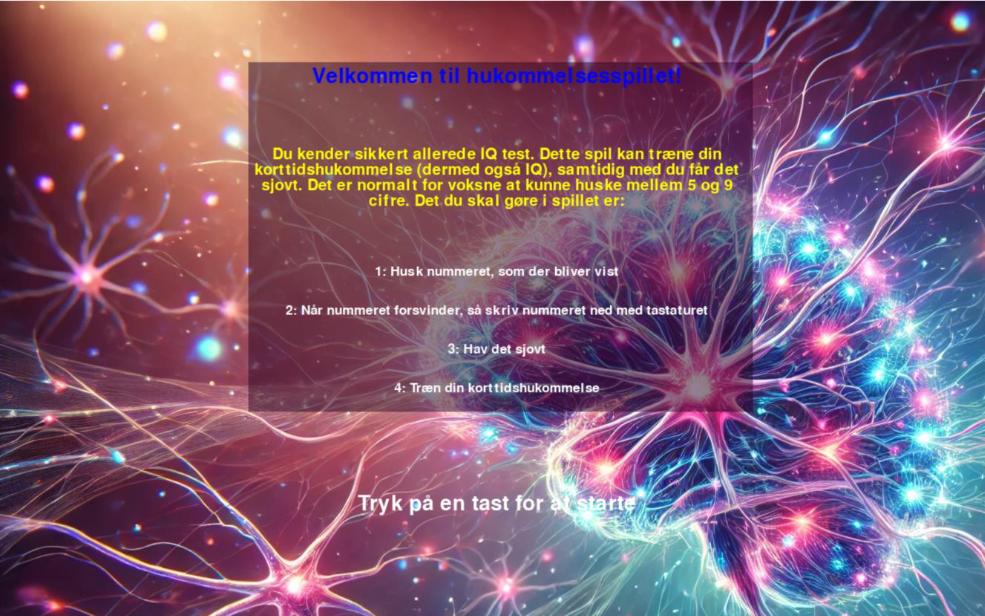 Velkommen til hukommelsesspillet!
Du kender sikkert allerede IQ test. Dette spil kan træne din
korttidshukommelse (dermed også IQ), samtidig med du får det
sjovt. Det er normalt for voksne at kunne huske mellem 5 og 9
cifre. Det du skal gøre i spillet er:
1: Husk nummeret, som der bliver vist
2: Når nummeret forsvinder, så skriv nummeret ned med tastaturet
3: Hav det sjovt
4: Træn din korttidshukommelse
Tryk på en tast for at starte